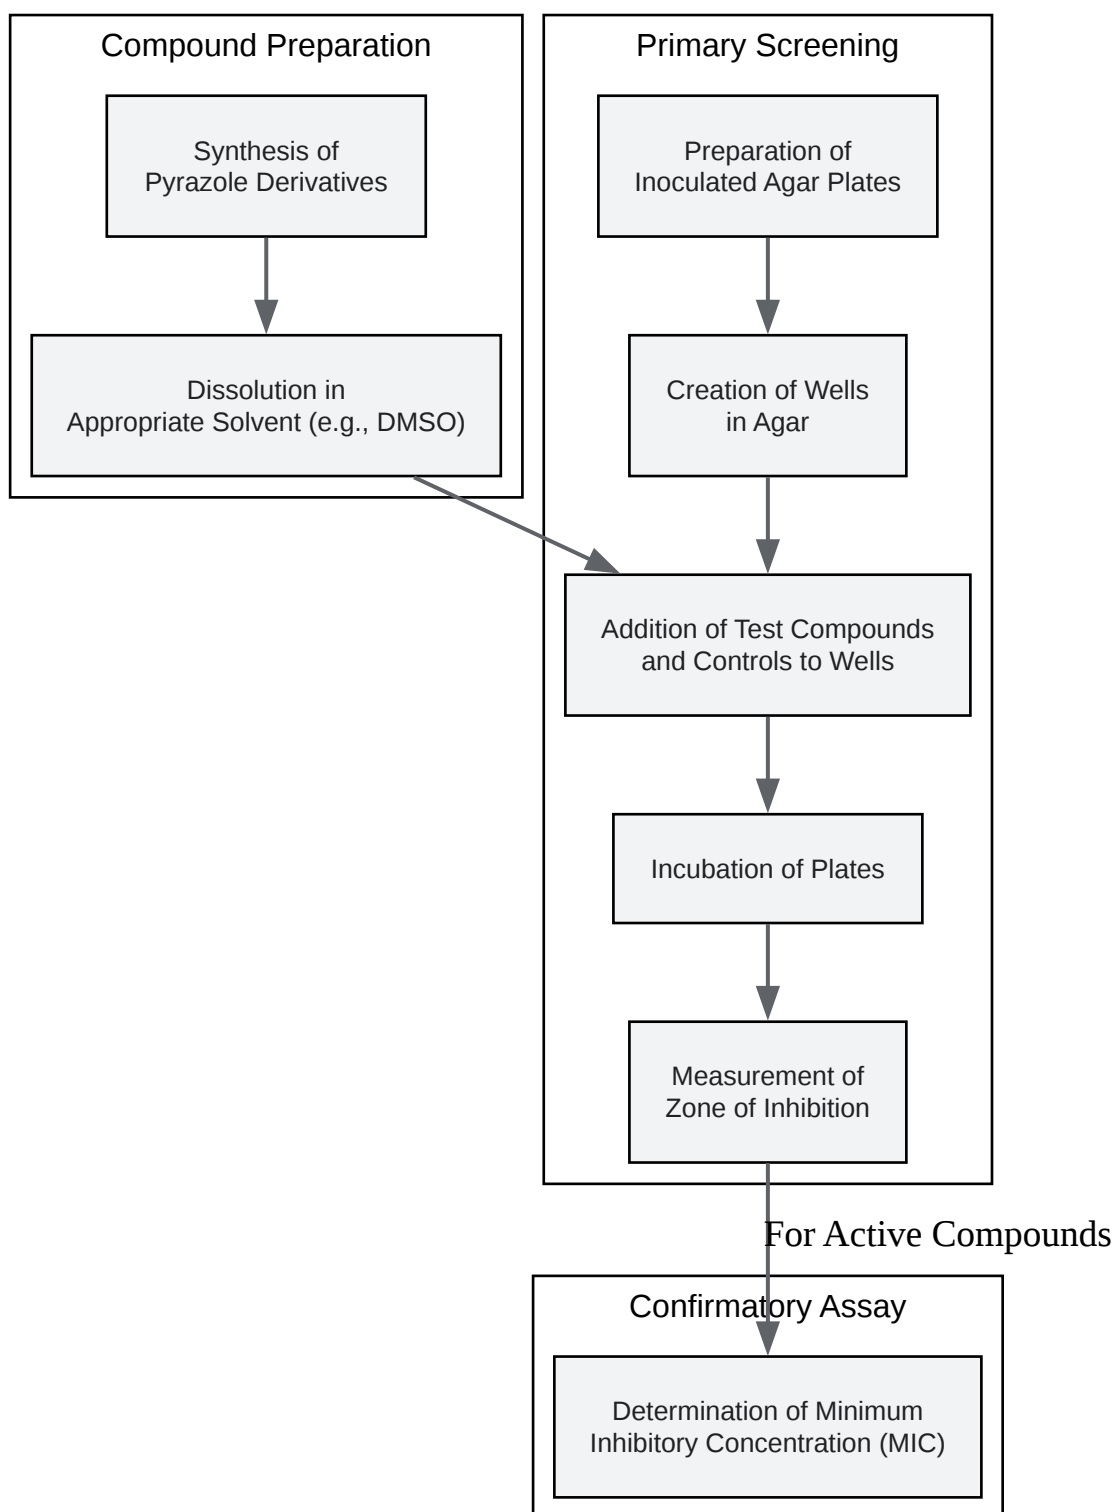 Compound Preparation
Synthesis of
Pyrazole Derivatives
Dissolution in
Appropriate Solvent (e.g., DMSO)
Primary Screening
Preparation of
Inoculated Agar Plates
Creation of Wells
in Agar
Addition of Test Compounds
and Controls to Wells
Incubation of Plates
Measurement of
Zone of Inhibition
For Active Compounds
Confirmatory Assay
Determination of Minimum
Inhibitory Concentration (MIC)